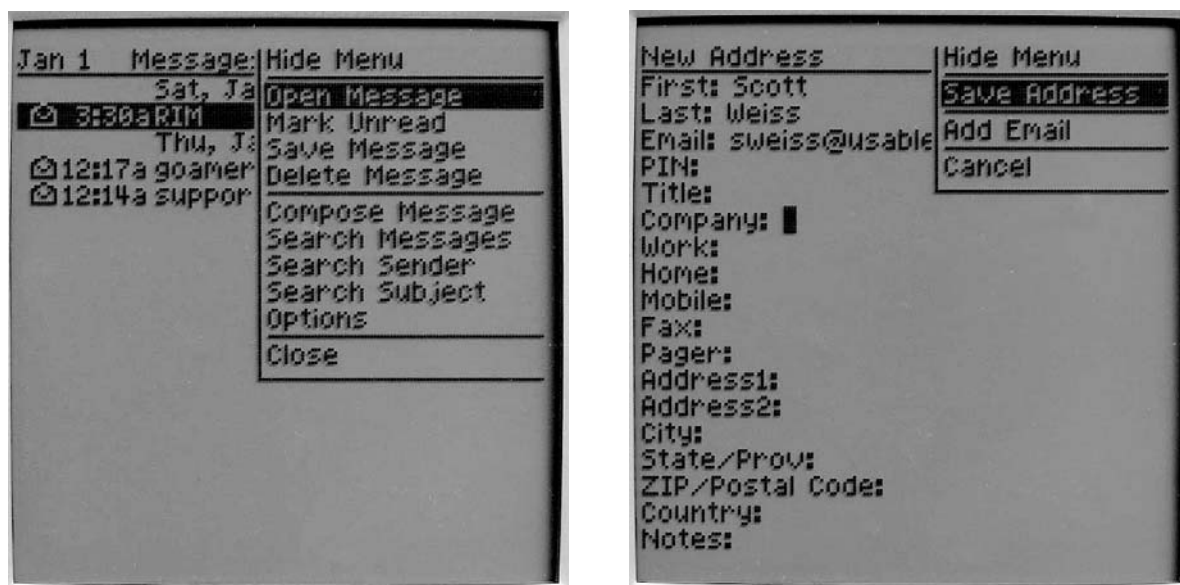 Jan 1 Message:
Sat, Ja
3:30a RIM
Thu, Ja
12:17a goamer
12:14a suppor
Hide Menu
Open Message
Mark Unread
Save Message
Delete Message
Compose Message
Search Messages
Search Sender
Search Subject
Options
Close
New Address
First: Scott
Last: Weiss
Email: sweiss@usable
PIN:
Title:
Company:
Work:
Home:
Mobile:
Fax:
Pager:
Address1:
Address2:
City:
State/Prov:
ZIP/Postal Code:
Country:
Notes:
Hide Menu
Save Address
Add Email
Cancel